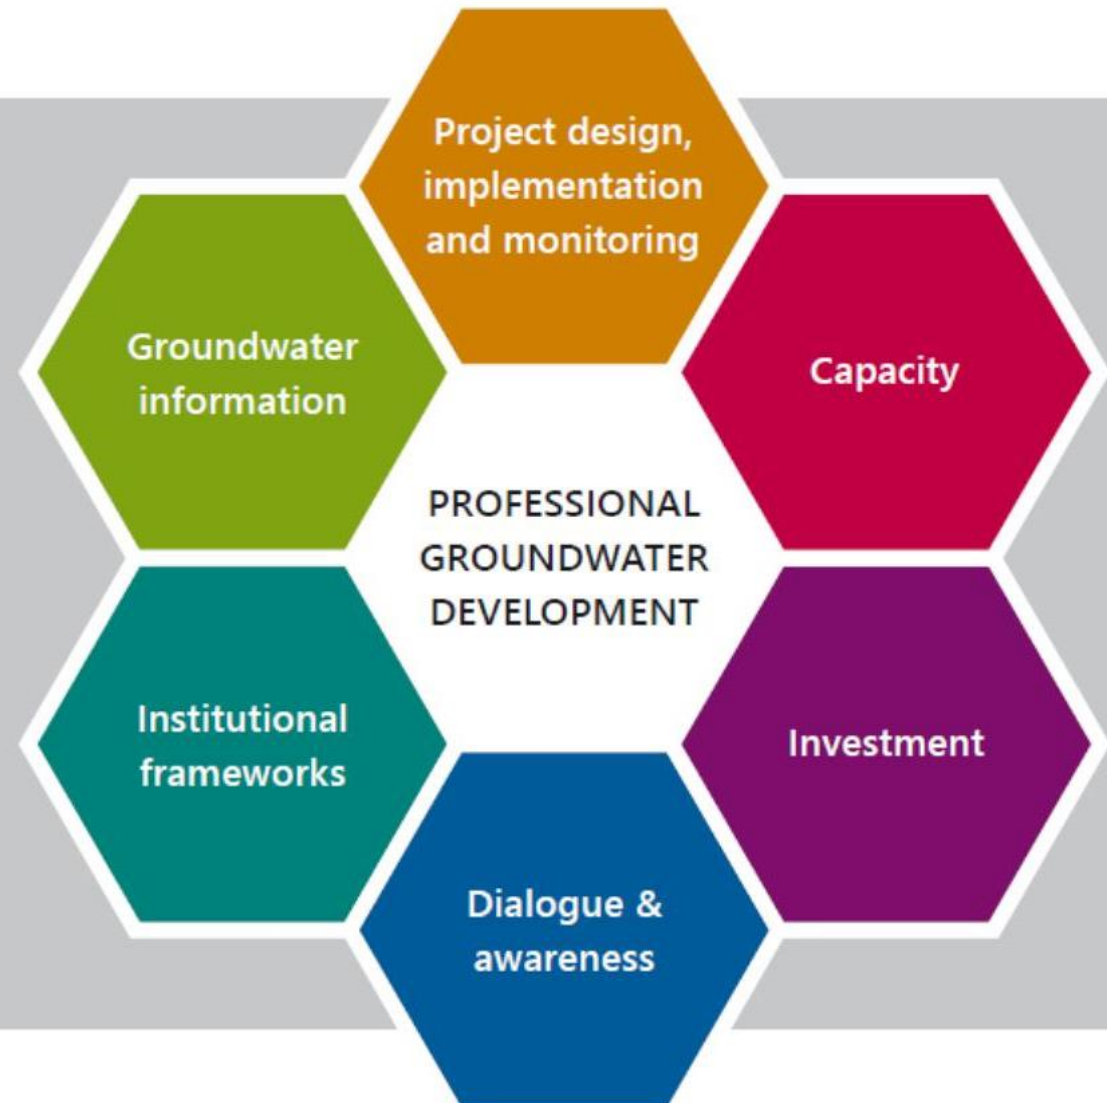 Project design,
implementation
and monitoring
Groundwater
information
Capacity
PROFESSIONAL
GROUNDWATER
DEVELOPMENT
Institutional
frameworks
Investment
Dialogue &
awareness